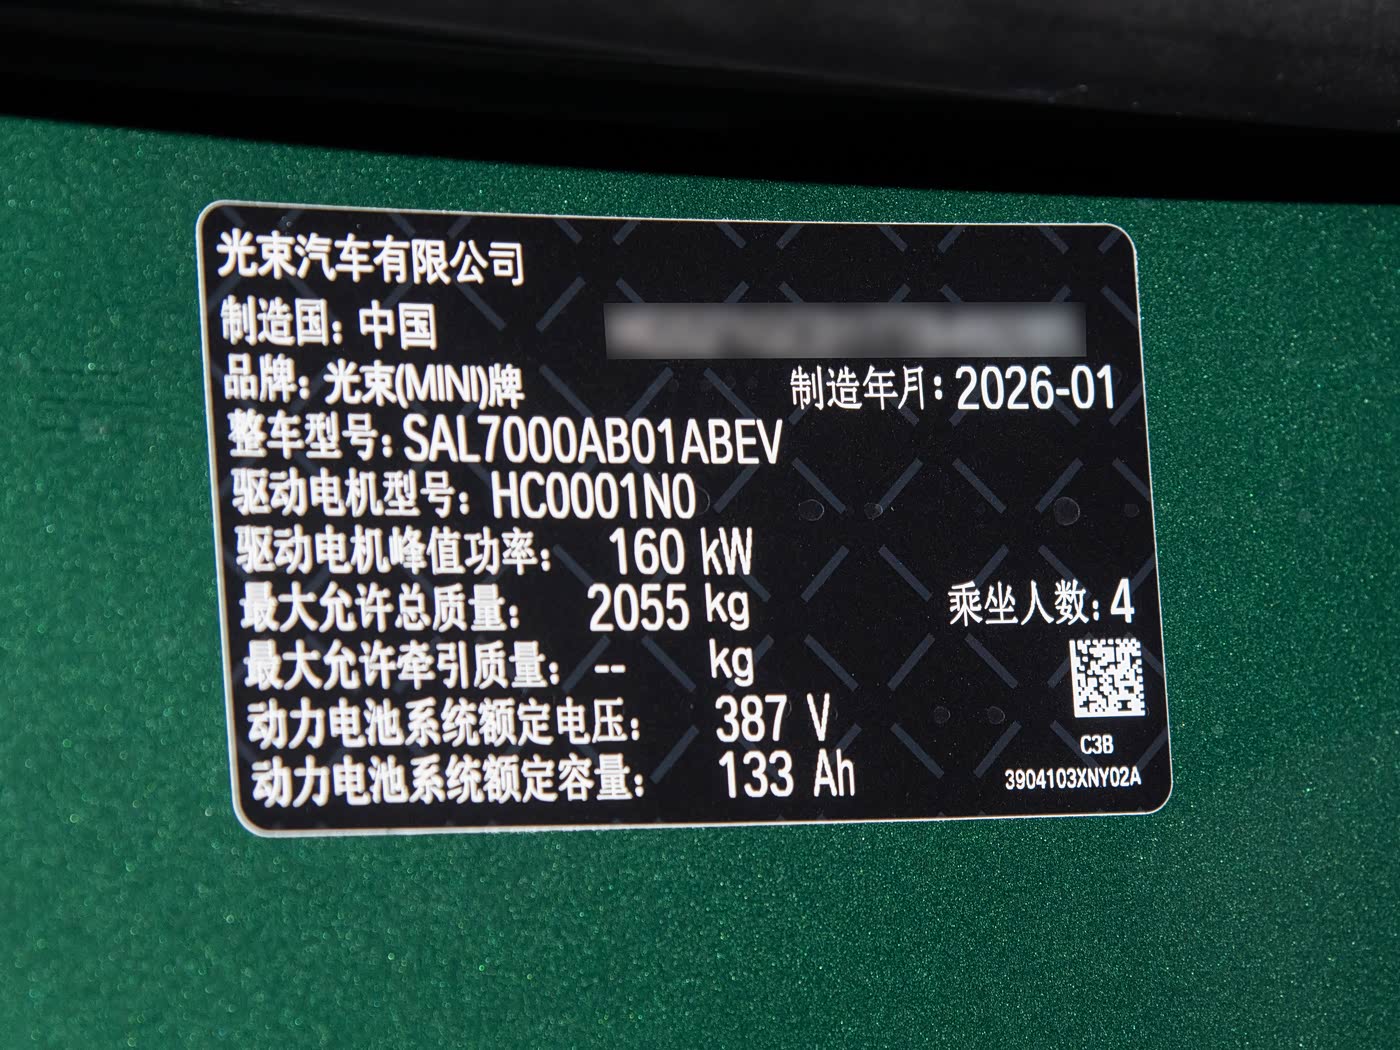 光束汽车有限公司
制造国：中国
品牌：光束(MINI)牌 制造年月：2026-01
整车型号：SAL7000AB01ABEV
驱动电机型号：HC0001N0
驱动电机峰值功率： 160 kW
最大允许总质量： 2055 kg 乘坐人数：4
最大允许牵引质量： -- kg
动力电池系统额定电压： 387 V
C3B
动力电池系统额定容量： 133 Ah
3904103XNY02A